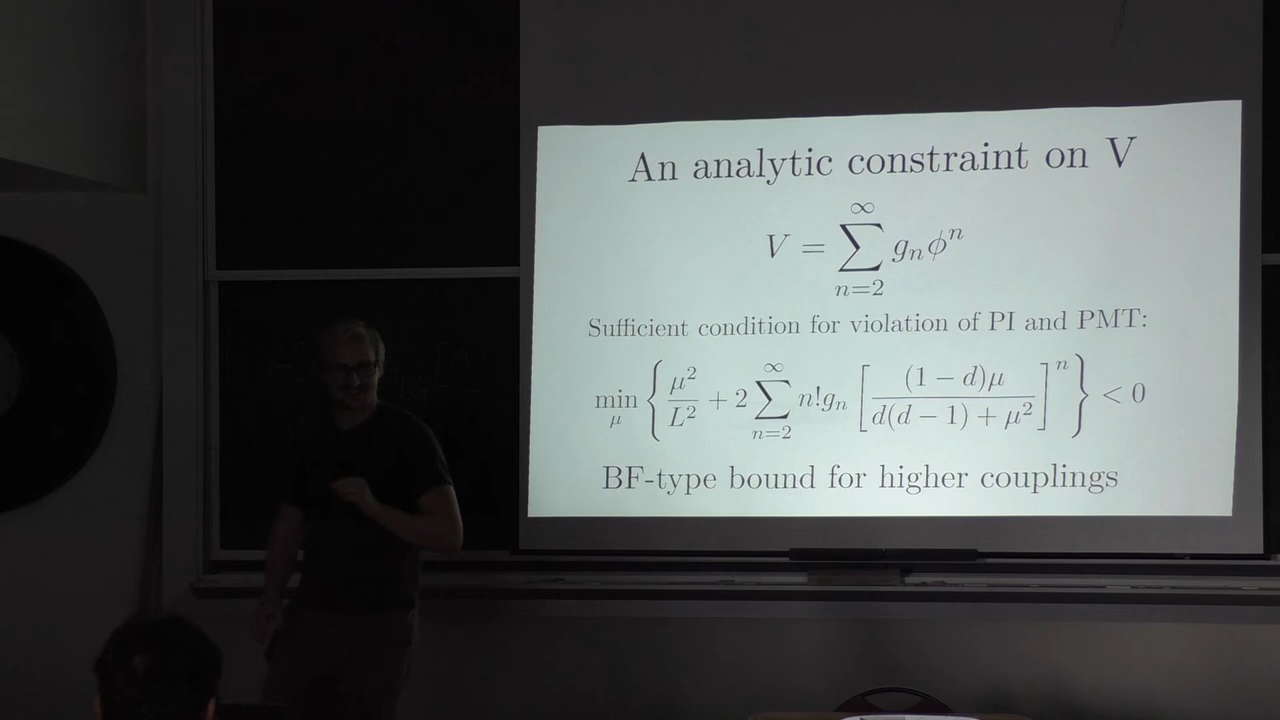 An analytic constraint on V
V = \sum_{n=2}^{\infty} g_n \phi^n
Sufficient condition for violation of PI and PMT:
\min_{\mu} \left\{ \frac{\mu^2}{L^2} + 2 \sum_{n=2}^{\infty} n! g_n \left[ \frac{(1-d)\mu}{d(d-1)+\mu^2} \right]^n \right\} < 0
BF-type bound for higher couplings